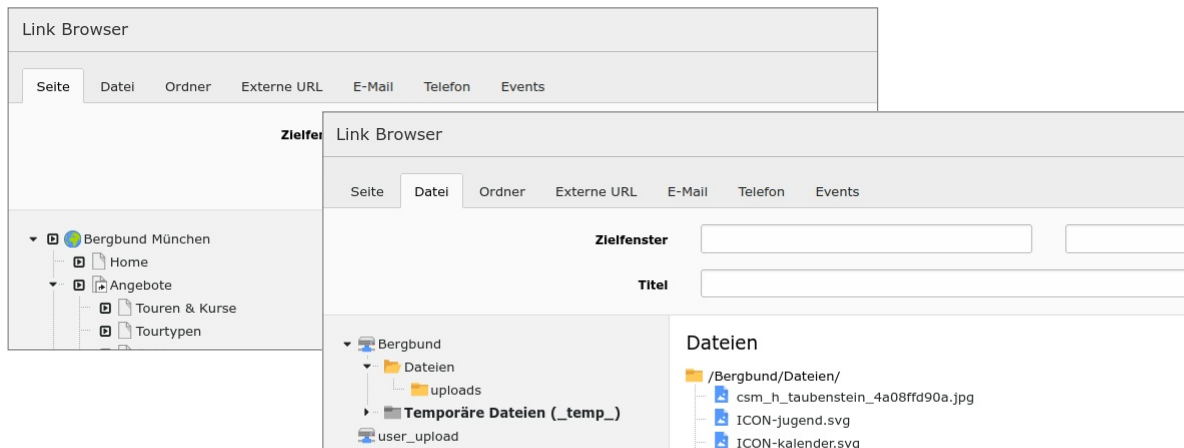 Link Browser
Seite Datei Ordner Externe URL E-Mail Telefon Events
Bergbund München
Home
Angebote
Touren & Kurse
Tourtypen
Link Browser
Seite Datei Ordner Externe URL E-Mail Telefon Events
Zielfenster
Titel
Bergbund
Dateien
uploads
Temporäre Dateien (_temp_)
user_upload
Dateien
/Bergbund/Dateien/
csm_h_taubenstein_4a08ffd90a.jpg
ICON-jugend.svg
ICON-kalender.svg